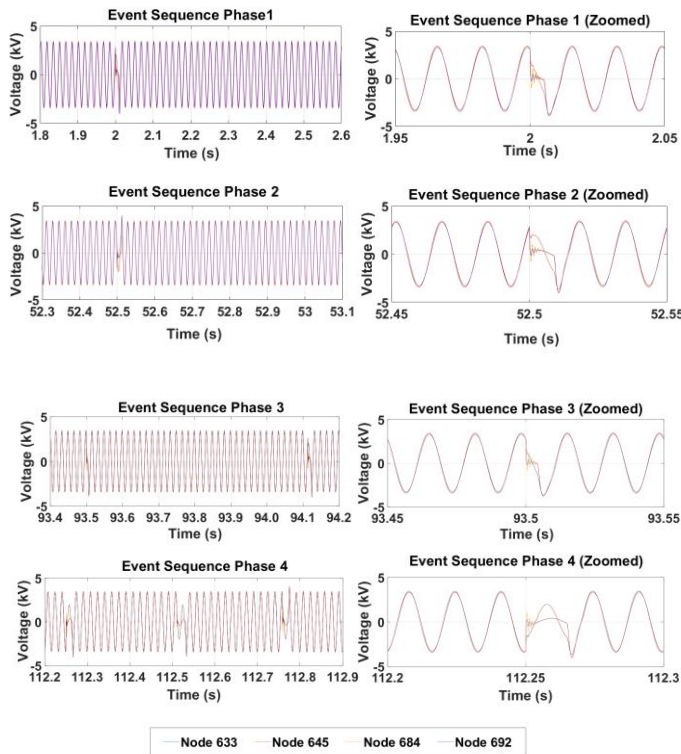 Event Sequence Phase1
Voltage (kV)
5
0
-5
1.8 1.9 2 2.1 2.2 2.3 2.4 2.5 2.6
Time (s)
Event Sequence Phase 1 (Zoomed)
Voltage (kV)
5
0
-5
1.95 2 2.05
Time (s)
Event Sequence Phase 2
Voltage (kV)
5
0
-5
52.3 52.4 52.5 52.6 52.7 52.8 52.9 53 53.1
Time (s)
Event Sequence Phase 2 (Zoomed)
Voltage (kV)
5
0
-5
52.45 52.5 52.55
Time (s)
Event Sequence Phase 3
Voltage (kV)
5
0
-5
93.4 93.5 93.6 93.7 93.8 93.9 94.0 94.1 94.2
Time (s)
Event Sequence Phase 3 (Zoomed)
Voltage (kV)
5
0
-5
93.45 93.5 93.55
Time (s)
Event Sequence Phase 4
Voltage (kV)
5
0
-5
112.2 112.3 112.4 112.5 112.6 112.7 112.8 112.9
Time (s)
Event Sequence Phase 4 (Zoomed)
Voltage (kV)
5
0
-5
112.2 112.25 112.3
Time (s)
Node 633 Node 645 Node 684 Node 692